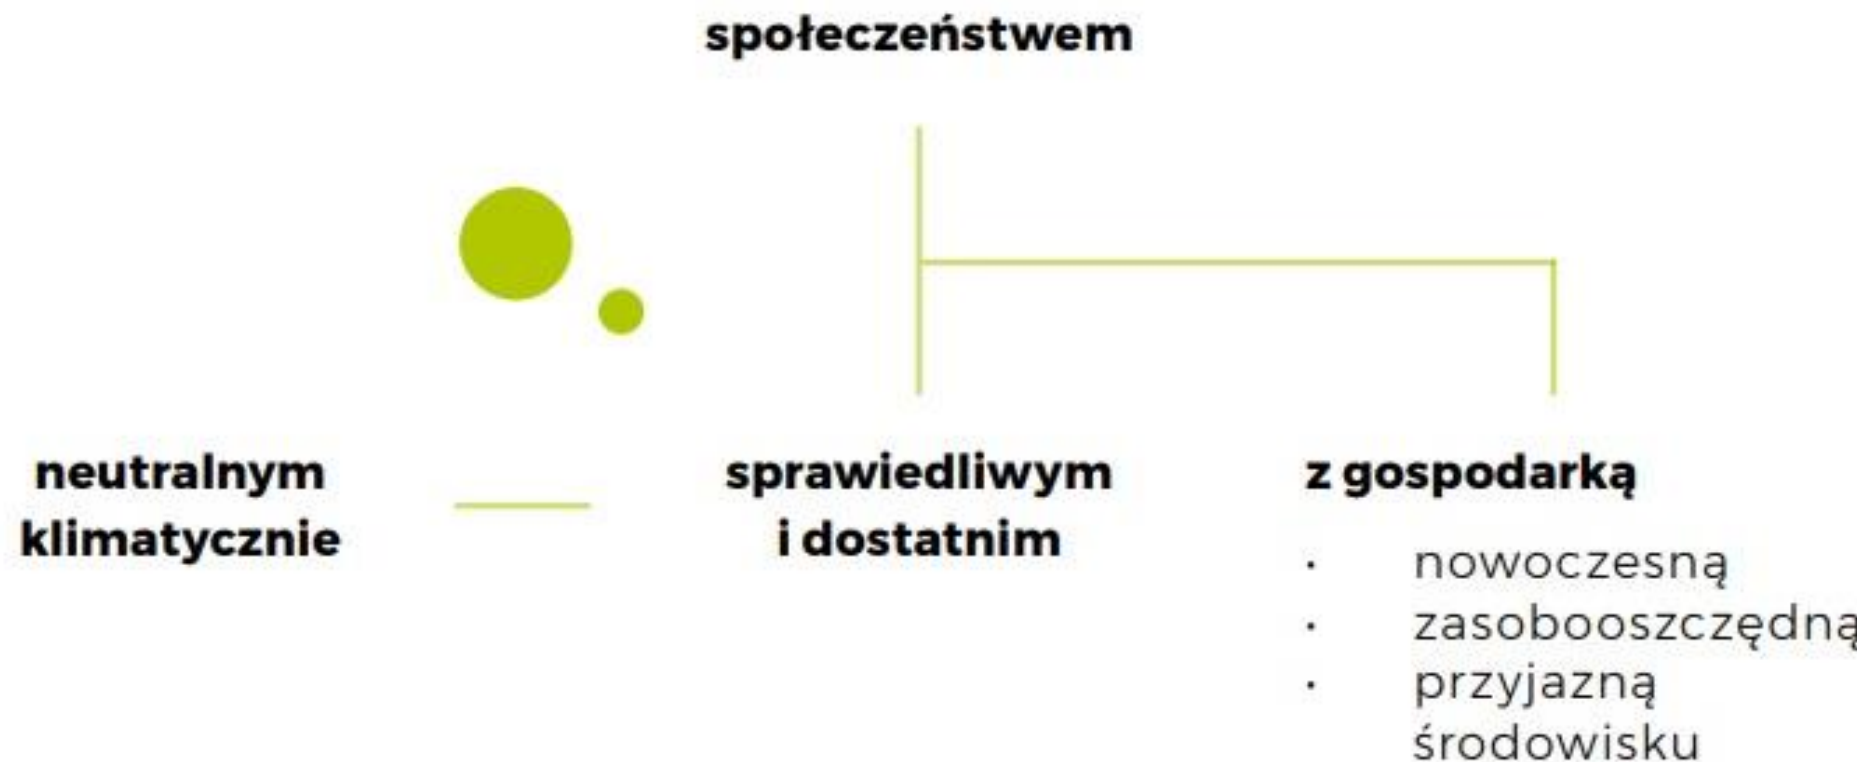 społeczeństwem
neutralnym
klimatycznie
sprawiedliwym
i dostatnim
z gospodarką
· nowoczesną
· zasobooszczędną
· przyjazną
środowisku